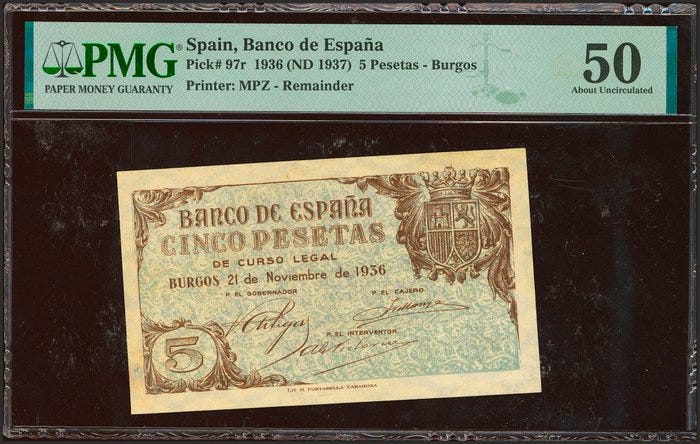 PMG®
PAPER MONEY GUARANTY
Spain, Banco de España
Pick# 97r 1936 (ND 1937) 5 Pesetas - Burgos
Printer: MPZ - Remainder
50
About Uncirculated
BANCO DE ESPAÑA
CINCO PESETAS
DE CURSO LEGAL
BURGOS 21 de Noviembre de 1936
P. EL GOBERNADOR
P. EL CAJERO
P. EL INTERVENTOR
5
LIT. M PORTABELLA ZARAGOZA